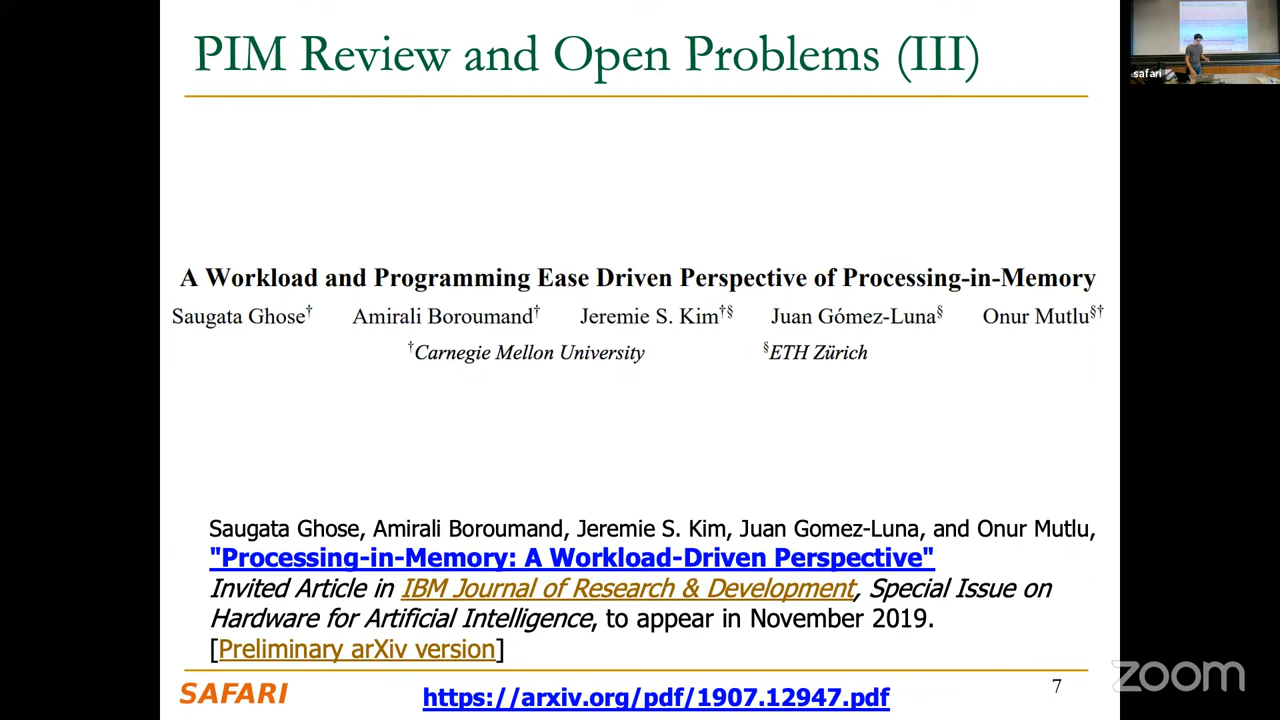 PIM Review and Open Problems (III)
safari
A Workload and Programming Ease Driven Perspective of Processing-in-Memory
Saugata Ghose† Amirali Boroumand† Jeremie S. Kim†§ Juan Gómez-Luna§ Onur Mutlu§†
†Carnegie Mellon University §ETH Zürich
Saugata Ghose, Amirali Boroumand, Jeremie S. Kim, Juan Gomez-Luna, and Onur Mutlu,
"Processing-in-Memory: A Workload-Driven Perspective"
Invited Article in IBM Journal of Research & Development, Special Issue on
Hardware for Artificial Intelligence, to appear in November 2019.
[Preliminary arXiv version]
SAFARI
https://arxiv.org/pdf/1907.12947.pdf
7
zoom